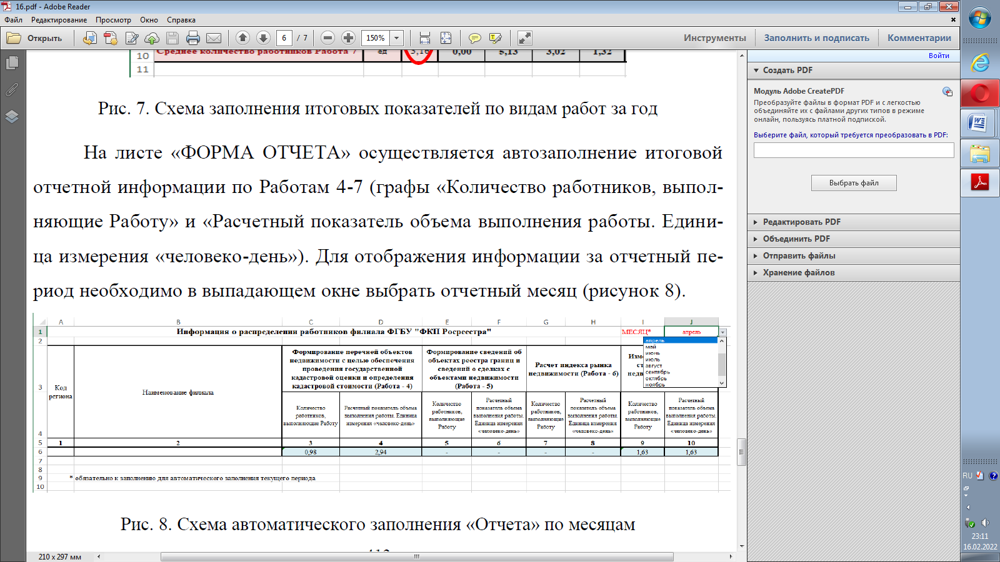 16.pdf - Adobe Reader
Файл Редактирование Просмотр Окно Справка
Открыть 6 / 7 150% Инструменты Заполнить и подписать Комментарии
Войти
Создать PDF
Модуль Adobe CreatePDF
Преобразуйте файлы в формат PDF и с легкостью
объединяйте их с файлами других типов в режиме
онлайн, пользуясь платной подпиской.
Выберите файл, который требуется преобразовать в PDF:
Выбрать файл
Редактировать PDF
Объединить PDF
Отправить файлы
Хранение файлов
10 Среднее количество работников Работа 7 ед 3,16 0,00 5,13 3,02 1,32
11
Рис. 7. Схема заполнения итоговых показателей по видам работ за год
На листе «ФОРМА ОТЧЕТА» осуществляется автозаполнение итоговой
отчетной информации по Работам 4-7 (графы «Количество работников, выпол-
няющие Работу» и «Расчетный показатель объема выполнения работы. Едини-
ца измерения «человеко-день»). Для отображения информации за отчетный пе-
риод необходимо в выпадающем окне выбрать отчетный месяц (рисунок 8).
A B C D E F G H I J
1 Информация о распределении работников филиала ФГБУ "ФКП Росреестра" МЕСЯЦ* апрель
2
апрель
май
июнь
июль
август
сентябрь
октябрь
ноябрь
3
Код
региона
Наименование филиала
Формирование перечней объектов
недвижимости с целью обеспечения
проведения государственной
кадастровой оценки и определения
кадастровой стоимости (Работа - 4)
Формирование сведений об
объектах реестра границ и
сведений о сделках с
объектами недвижимости
(Работа - 5)
Расчет индекса рынка
недвижимости (Работа - 6)
4
Количество
работников,
выполняющие Работу
Расчетный показатель объема
выполнения работы. Единица
измерения «человеко-день»
Количество
работников,
выполняющие
Работу
Расчетный
показатель объема
выполнения работы.
Единица измерения
«человеко-день»
Количество
работников,
выполняющие
Работу
Расчетный
показатель объема
выполнения работы.
Единица измерения
«человеко-день»
Количество
работников,
выполняющие
Работу
Расчетный
показатель объема
выполнения работы.
Единица измерения
«человеко-день»
5 1 2 3 4 5 6 7 8 9 10
6 0,98 2,94 - - - - 1,63 1,63
7
8
9 * обязательно к заполнению для автоматического заполнения текущего периода
10
Рис. 8. Схема автоматического заполнения «Отчета» по месяцам
210 x 297 мм
RU
23:11
16.02.2022